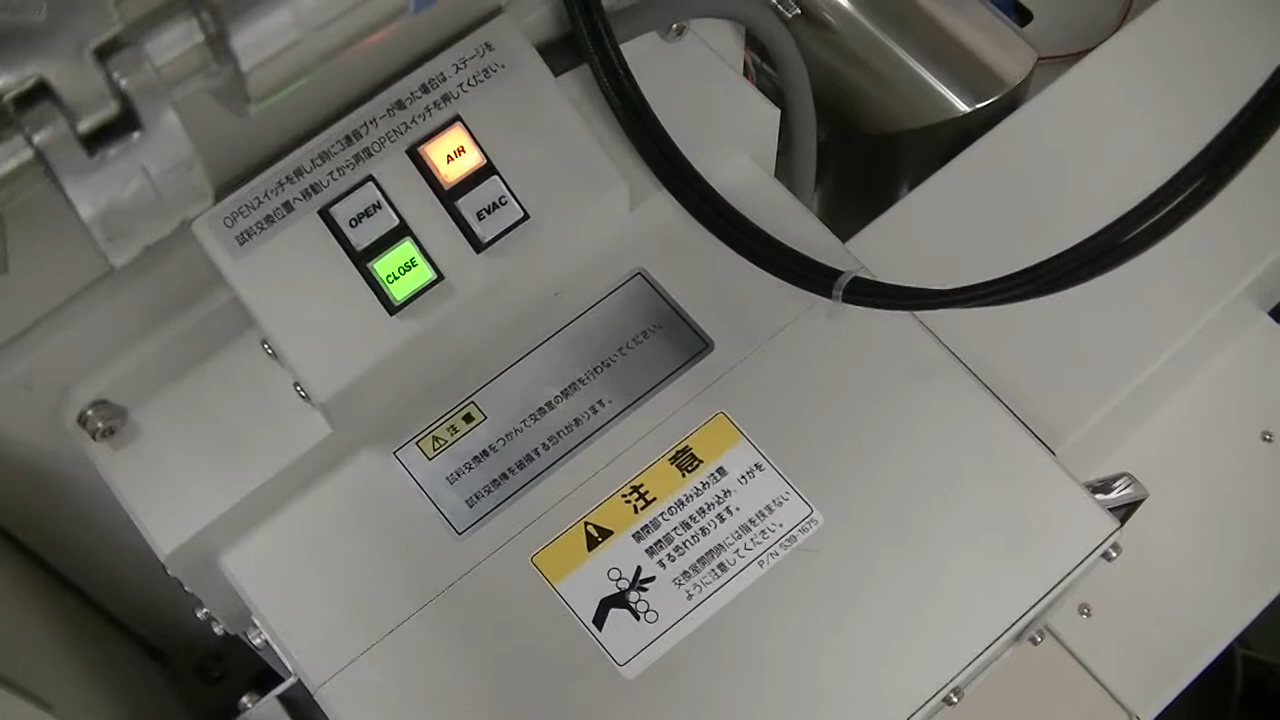 OPENスイッチを押した時に3連音ブザーが鳴った場合は、ステージを
試料交換位置へ移動してから再度OPENスイッチを押してください。
OPEN
CLOSE
AIR
EVAC
注意
試料交換棒をつかんで交換室の開閉を行わないでください。
試料交換棒を破損する恐れがあります。
注意
開閉部での挟み込み注意
開閉部で指を挟み込み、けがを
する恐れがあります。
交換室開閉時には指を挟まない
ように注意してください。
P/N 539-1675